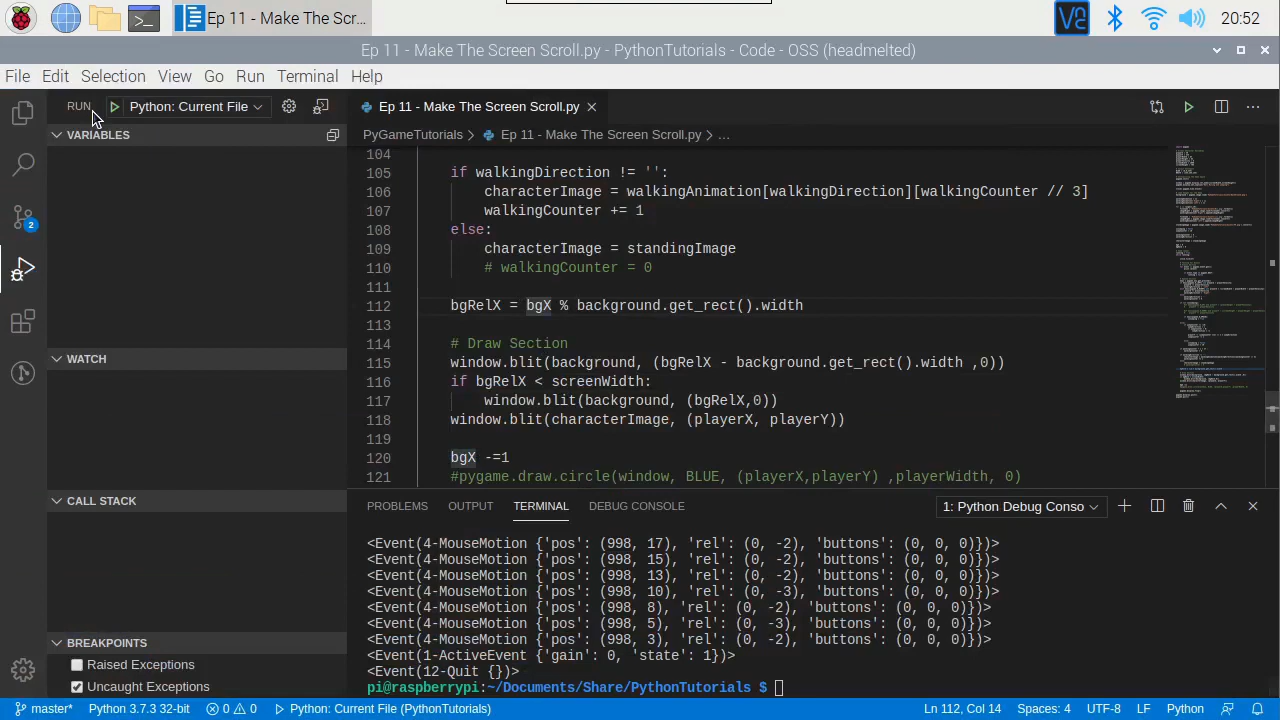 Ep 11 - Make The Scr...
20:52
Ep 11 - Make The Screen Scroll.py - PythonTutorials - Code - OSS (headmelted)
File Edit Selection View Go Run Terminal Help
RUN Python: Current File
Ep 11 - Make The Screen Scroll.py
VARIABLES
PyGameTutorials > Ep 11 - Make The Screen Scroll.py > ...
104
105 if walkingDirection != '':
106 characterImage = walkingAnimation[walkingDirection][walkingCounter // 3]
107 walkingCounter += 1
108 else:
109 characterImage = standingImage
110 # walkingCounter = 0
111
112 bgRelX = bgX % background.get_rect().width
113
114 # Draw Section
115 window.blit(background, (bgRelX - background.get_rect().width ,0))
116 if bgRelX < screenWidth:
117 window.blit(background, (bgRelX,0))
118 window.blit(characterImage, (playerX, playerY))
119
120 bgX -=1
121 #pygame.draw.circle(window, BLUE, (playerX,playerY) ,playerWidth, 0)
WATCH
CALL STACK
BREAKPOINTS
Raised Exceptions
Uncaught Exceptions
2
PROBLEMS OUTPUT TERMINAL DEBUG CONSOLE 1: Python Debug Conso
<Event(4-MouseMotion {'pos': (998, 17), 'rel': (0, -2), 'buttons': (0, 0, 0)})>
<Event(4-MouseMotion {'pos': (998, 15), 'rel': (0, -2), 'buttons': (0, 0, 0)})>
<Event(4-MouseMotion {'pos': (998, 13), 'rel': (0, -2), 'buttons': (0, 0, 0)})>
<Event(4-MouseMotion {'pos': (998, 10), 'rel': (0, -3), 'buttons': (0, 0, 0)})>
<Event(4-MouseMotion {'pos': (998, 8), 'rel': (0, -2), 'buttons': (0, 0, 0)})>
<Event(4-MouseMotion {'pos': (998, 5), 'rel': (0, -3), 'buttons': (0, 0, 0)})>
<Event(4-MouseMotion {'pos': (998, 3), 'rel': (0, -2), 'buttons': (0, 0, 0)})>
<Event(1-ActiveEvent {'gain': 0, 'state': 1})>
<Event(12-Quit {})>
pi@raspberrypi:~/Documents/Share/PythonTutorials $
master* Python 3.7.3 32-bit 0 0 Python: Current File (PythonTutorials) Ln 112, Col 14 Spaces: 4 UTF-8 LF Python